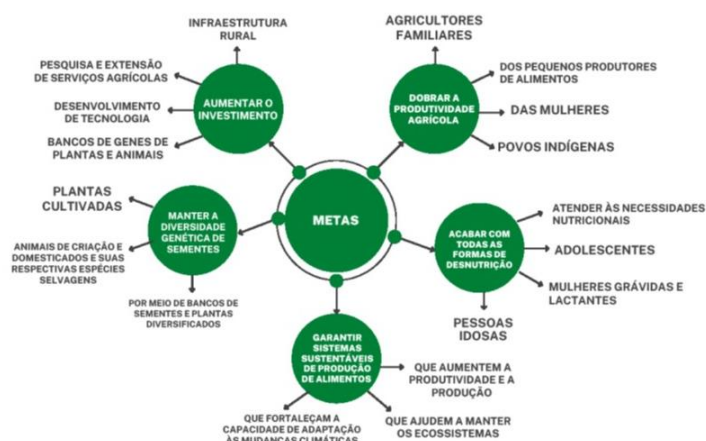 METAS
AUMENTAR O
INVESTIMENTO
INFRAESTRUTURA
RURAL
PESQUISA E EXTENSÃO
DE SERVIÇOS AGRÍCOLAS
DESENVOLVIMENTO
DE TECNOLOGIA
BANCOS DE GENES DE
PLANTAS E ANIMAIS
DOBRAR A
PRODUTIVIDADE
AGRÍCOLA
AGRICULTORES
FAMILIARES
DOS PEQUENOS PRODUTORES
DE ALIMENTOS
DAS MULHERES
POVOS INDÍGENAS
MANTER A
DIVERSIDADE
GENÉTICA DE
SEMENTES
PLANTAS
CULTIVADAS
ANIMAIS DE CRIAÇÃO E
DOMESTICADOS E SUAS
RESPECTIVAS ESPÉCIES
SELVAGENS
POR MEIO DE BANCOS DE
SEMENTES E PLANTAS
DIVERSIFICADOS
ACABAR COM
TODAS AS
FORMAS DE
DESNUTRIÇÃO
ATENDER ÀS NECESSIDADES
NUTRICIONAIS
ADOLESCENTES
MULHERES GRÁVIDAS E
LACTANTES
PESSOAS
IDOSAS
GARANTIR
SISTEMAS
SUSTENTÁVEIS
DE PRODUÇÃO
DE ALIMENTOS
QUE AUMENTEM A
PRODUTIVIDADE E A
PRODUÇÃO
QUE AJUDEM A MANTER
OS ECOSSISTEMAS
QUE FORTALEÇAM A
CAPACIDADE DE ADAPTAÇÃO
ÀS MUDANÇAS CLIMÁTICAS